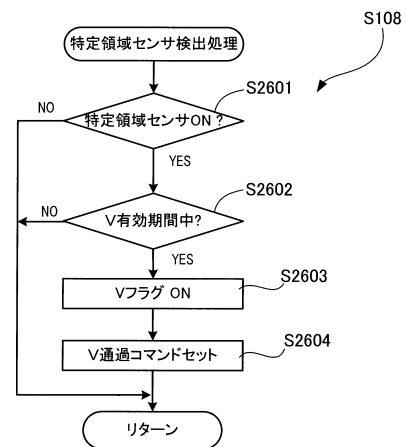 S108
特定領域センサ検出処理
S2601
NO
特定領域センサON？
YES
S2602
NO
V有効期間中?
YES
S2603
Vフラグ ON
S2604
V通過コマンドセット
リターン